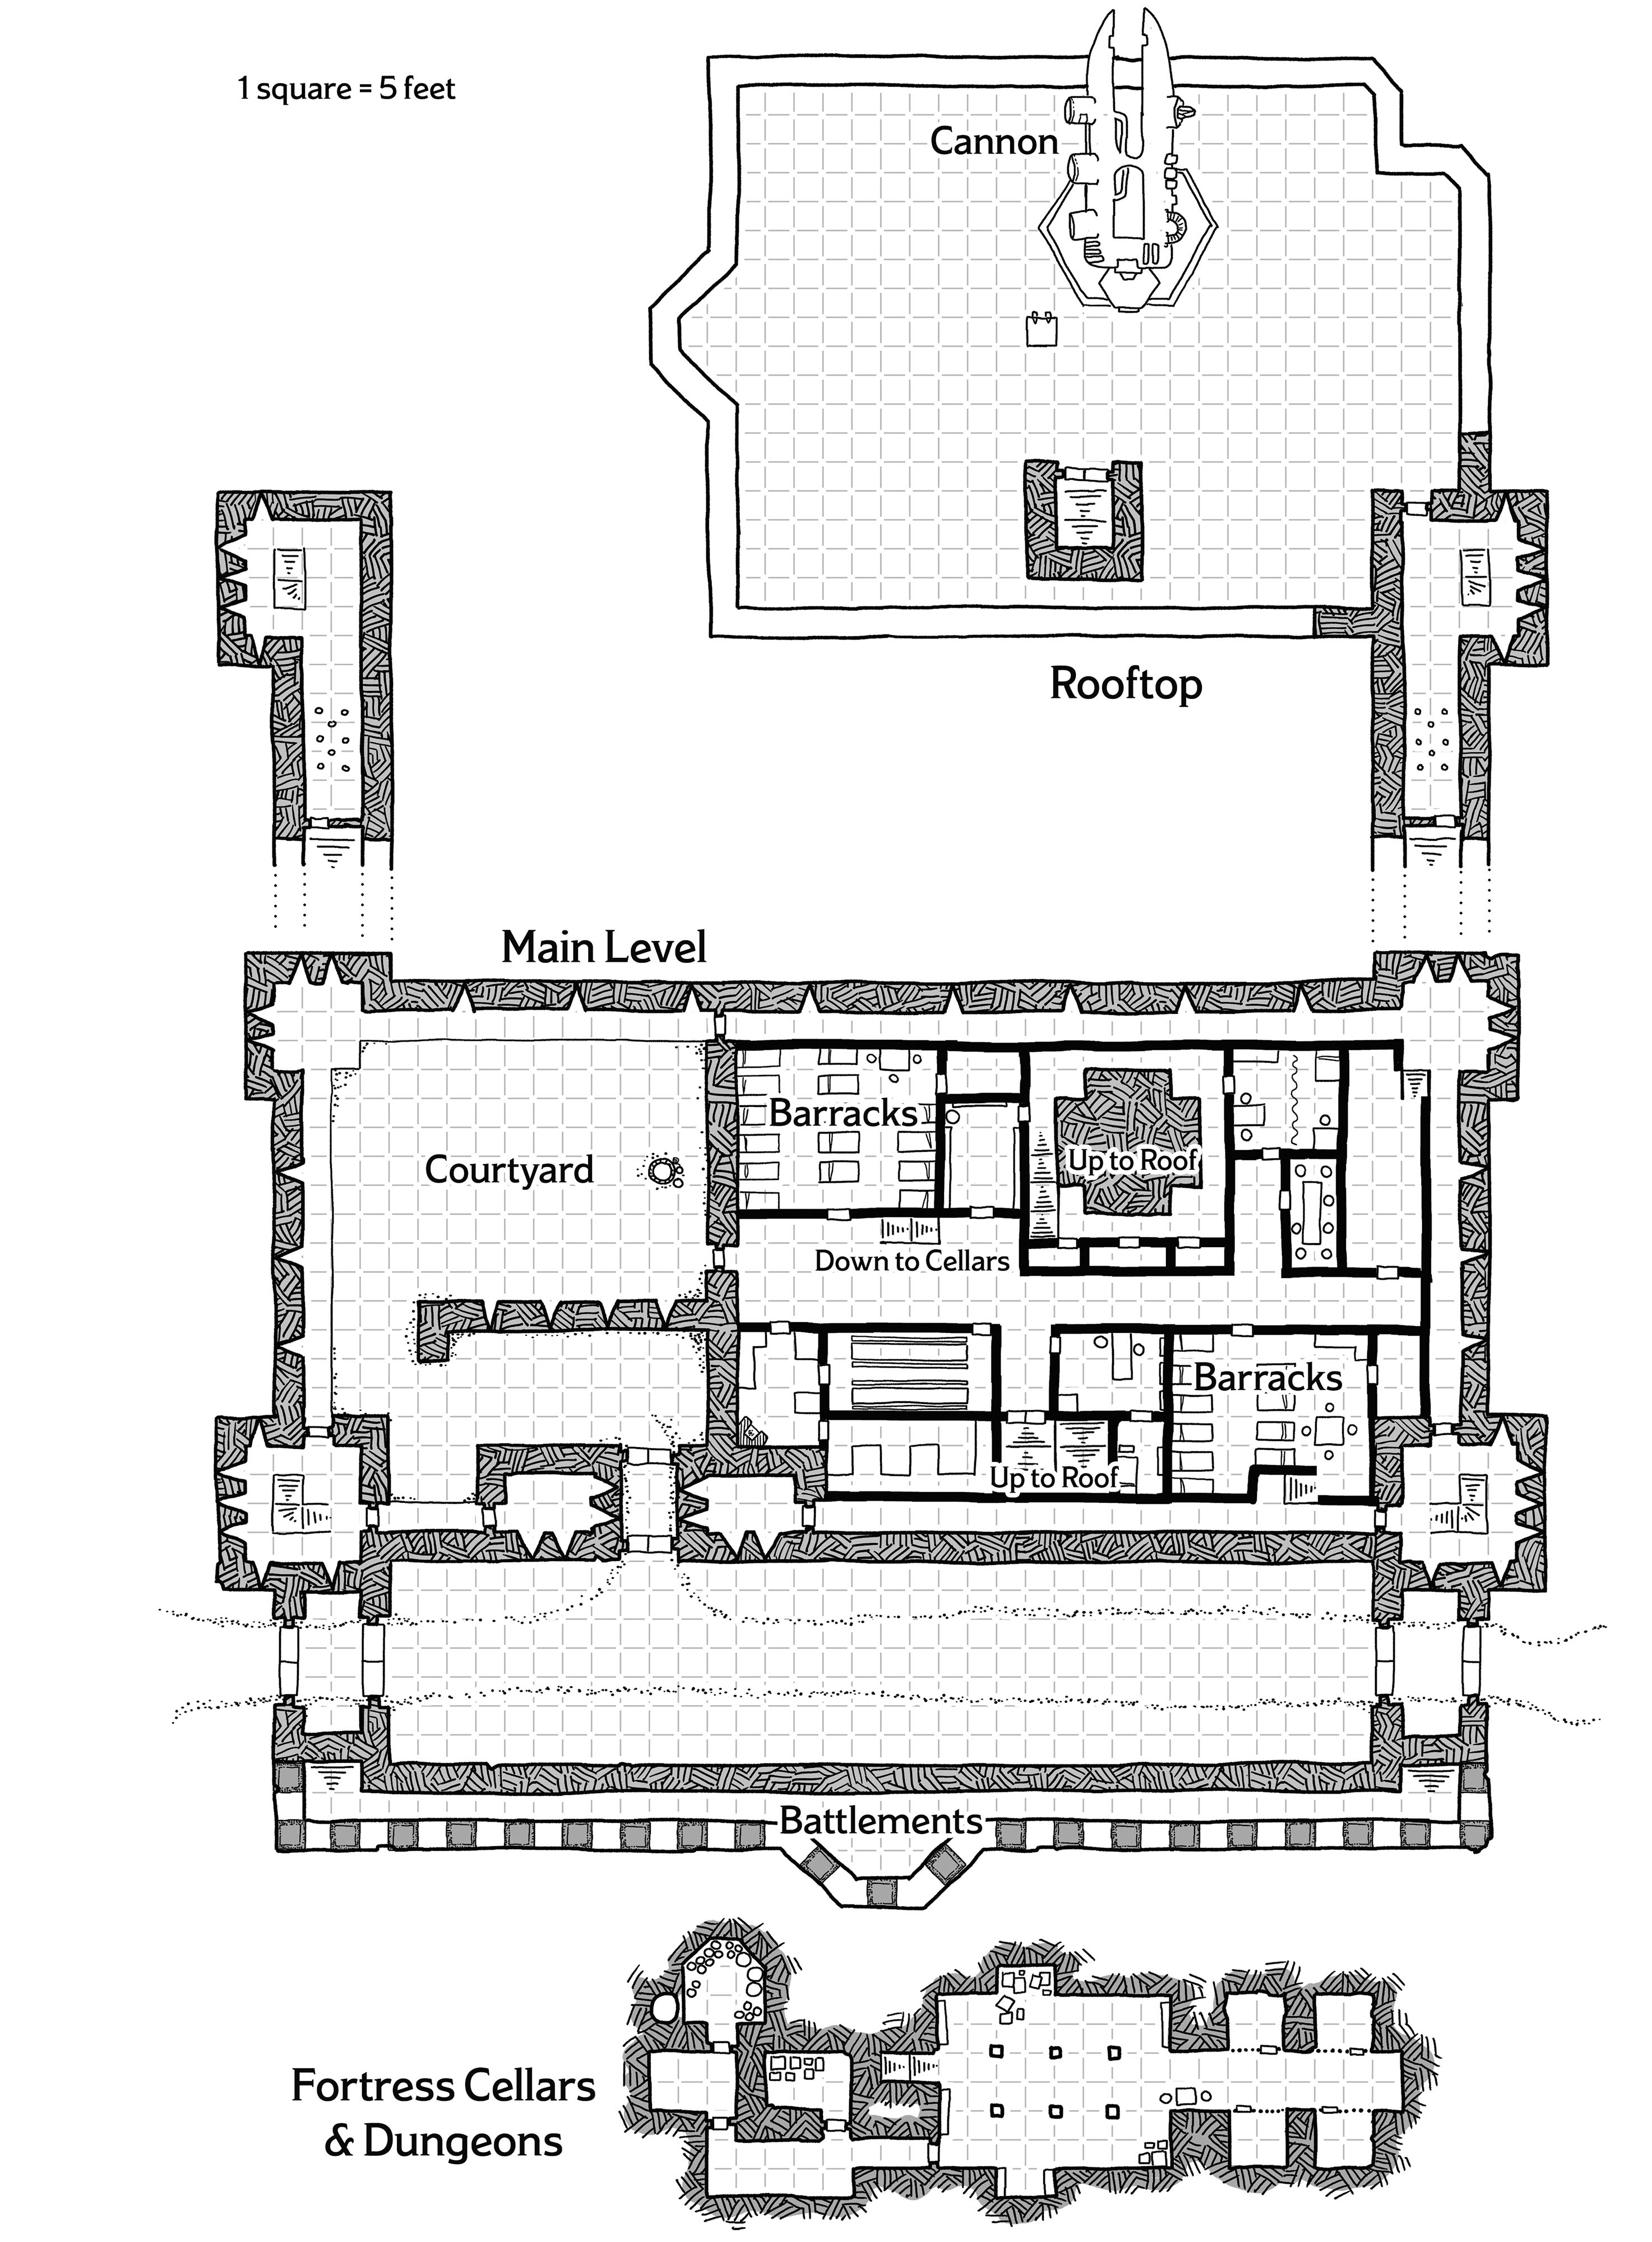 1 square = 5 feet
Cannon
Rooftop
Main Level
Barracks
Courtyard
Up to Roof
Down to Cellars
Barracks
Up to Roof
Battlements
Fortress Cellars
& Dungeons